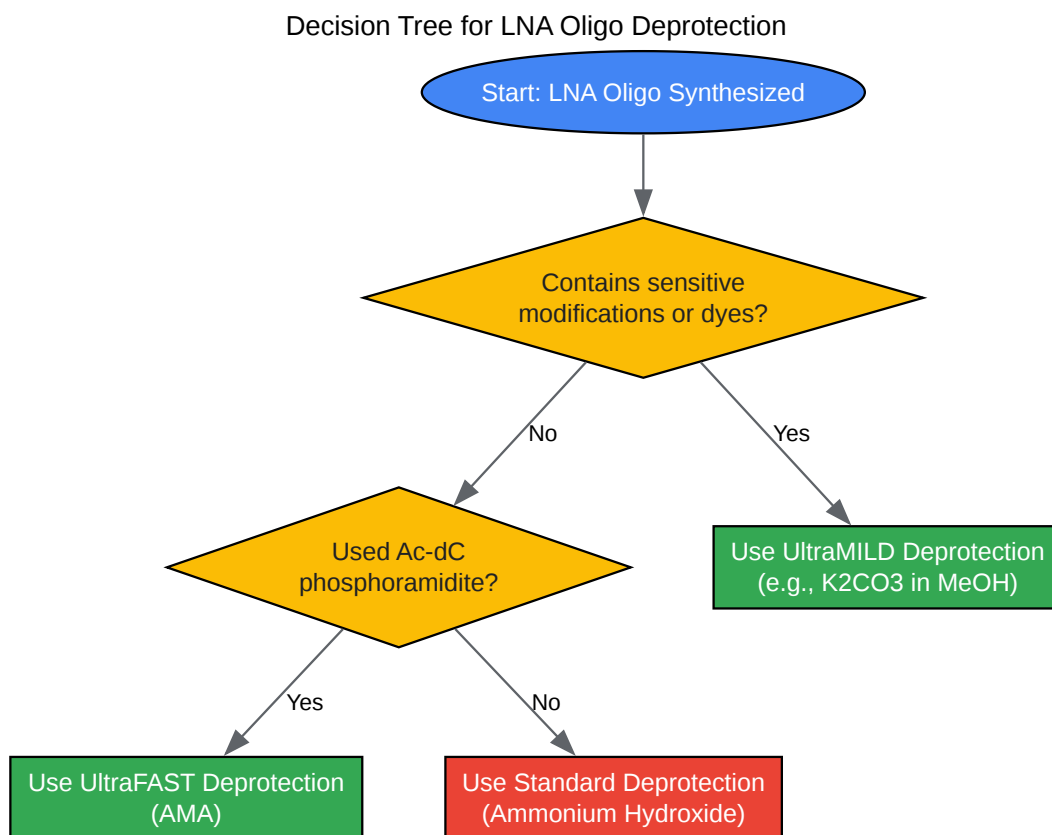 Decision Tree for LNA Oligo Deprotection
Start: LNA Oligo Synthesized
Contains sensitive
modifications or dyes?
No
Yes
Used Ac-dC
phosphoramidite?
Use UltraMILD Deprotection
(e.g., K2CO3 in MeOH)
Yes
No
Use UltraFAST Deprotection
(AMA)
Use Standard Deprotection
(Ammonium Hydroxide)